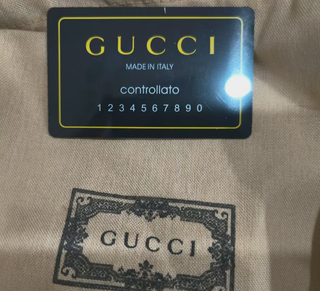 GUCCI
MADE IN ITALY
controllato
1 2 3 4 5 6 7 8 9 0
GUCCI